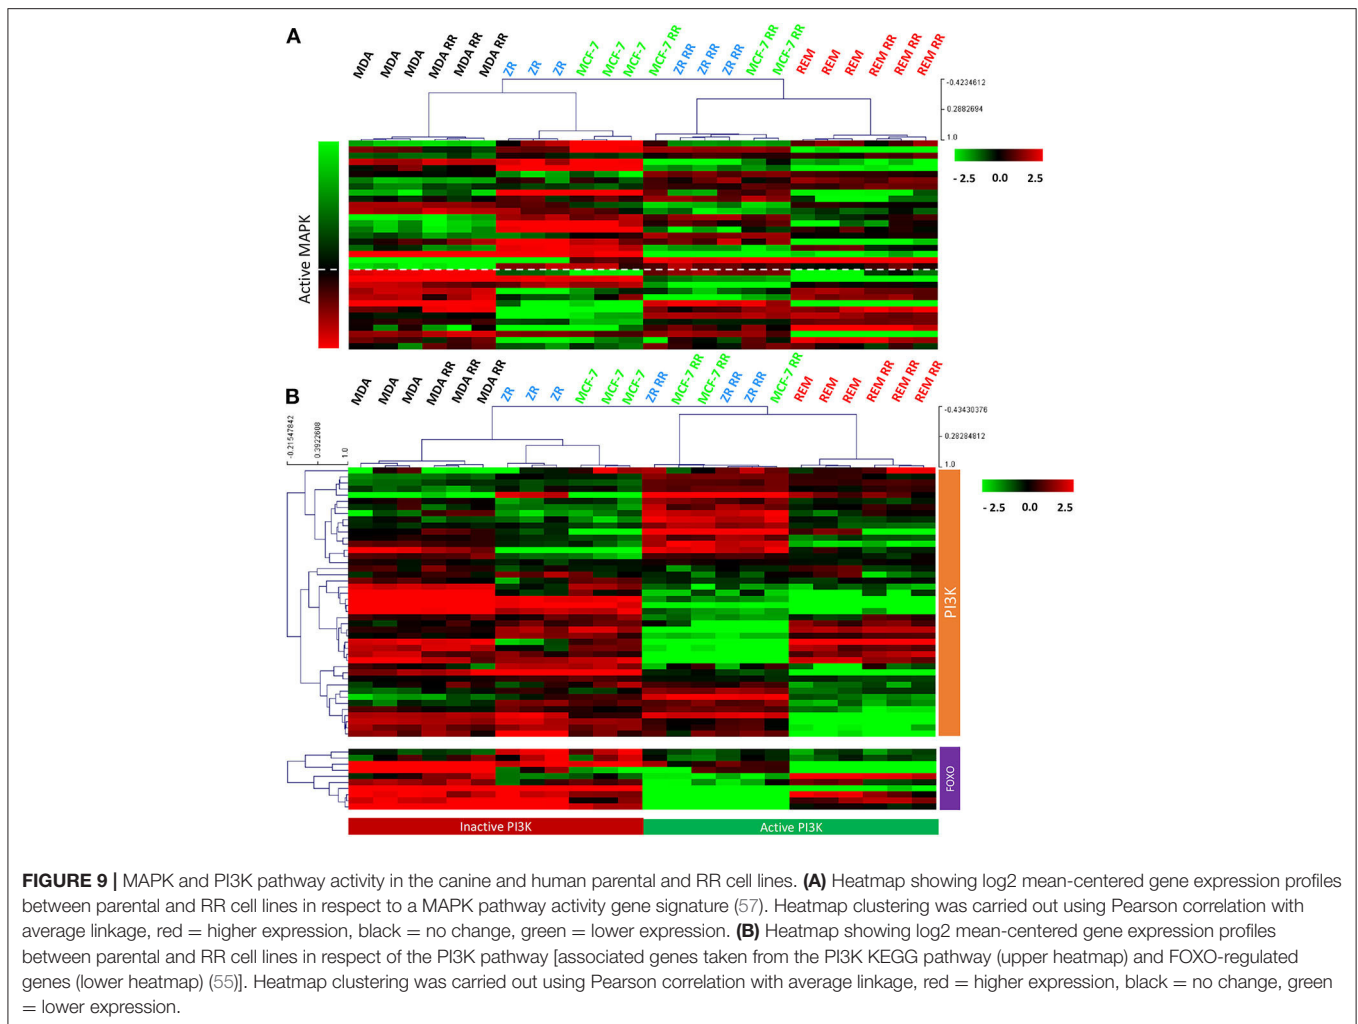 A
MDA MDA MDA MDA RR MDA RR MDA RR ZR ZR ZR MCF-7 MCF-7 MCF-7 MCF-7 RR ZR RR ZR RR ZR RR MCF-7 RR MCF-7 RR REM REM REM REM RR REM RR REM RR
-0.4234612
0.2882694
1.0
Active MAPK
- 2.5 0.0 2.5
B
MDA MDA MDA MDA RR MDA RR MDA RR ZR ZR ZR MCF-7 MCF-7 MCF-7 ZR RR MCF-7 RR MCF-7 RR ZR RR ZR RR MCF-7 RR REM REM REM REM RR REM RR REM RR
-0.43430376
0.28284812
1.0
-0.21547842
0.3922608
1.0
- 2.5 0.0 2.5
PI3K
FOXO
Inactive PI3K Active PI3K
FIGURE 9 | MAPK and PI3K pathway activity in the canine and human parental and RR cell lines. (A) Heatmap showing log2 mean-centered gene expression profiles
between parental and RR cell lines in respect to a MAPK pathway activity gene signature (57). Heatmap clustering was carried out using Pearson correlation with
average linkage, red = higher expression, black = no change, green = lower expression. (B) Heatmap showing log2 mean-centered gene expression profiles
between parental and RR cell lines in respect of the PI3K pathway [associated genes taken from the PI3K KEGG pathway (upper heatmap) and FOXO-regulated
genes (lower heatmap) (55)]. Heatmap clustering was carried out using Pearson correlation with average linkage, red = higher expression, black = no change, green
= lower expression.